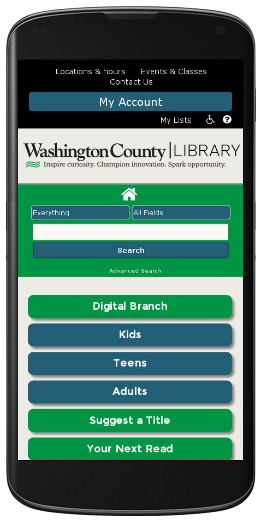 Locations & hours Events & Classes
Contact Us
My Account
My Lists
Washington County | LIBRARY
Inspire curiosity. Champion innovation. Spark opportunity.
Everything All Fields
Search
Advanced Search
Digital Branch
Kids
Teens
Adults
Suggest a Title
Your Next Read